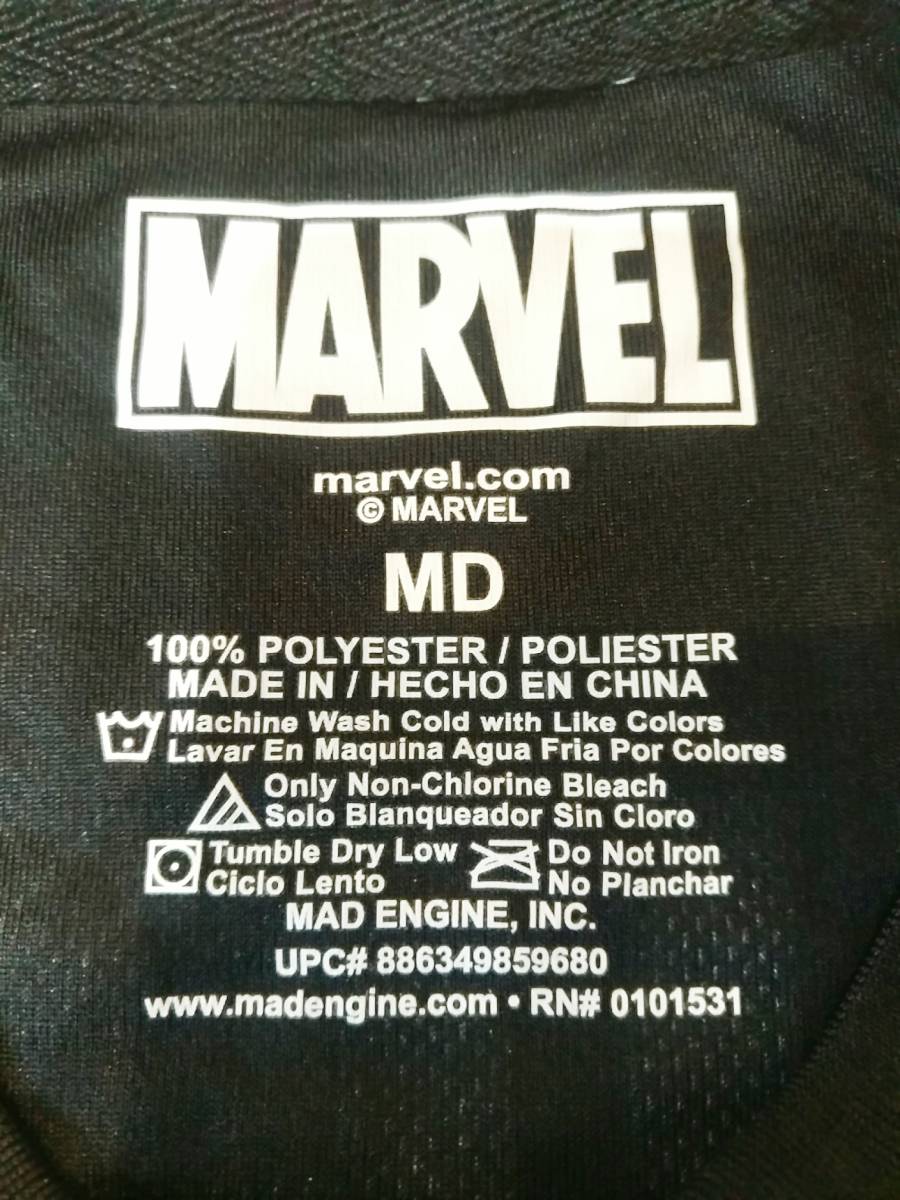 MARVEL
marvel.com
© MARVEL
MD
100% POLYESTER / POLIESTER
MADE IN / HECHO EN CHINA
Machine Wash Cold with Like Colors
Lavar En Maquina Agua Fria Por Colores
Only Non-Chlorine Bleach
Solo Blanqueador Sin Cloro
Tumble Dry Low
Ciclo Lento
Do Not Iron
No Planchar
MAD ENGINE, INC.
UPC# 886349859680
www.madengine.com • RN# 0101531